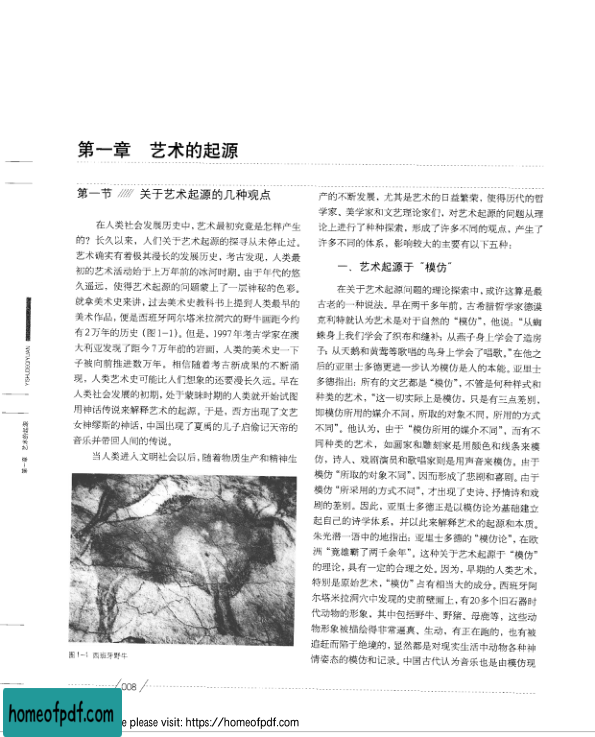 第一章 艺术的起源
第一节 ///// 关于艺术起源的几种观点
在人类社会发展历史中，艺术最初究竟是怎样产生
的？长久以来，人们关于艺术起源的探寻从未停止过。
艺术确实有着极其漫长的发展历史，考古发现，人类最
初的艺术活动始于上万年前的冰河时期。由于年代的悠
久遥远，使得艺术的起源问题蒙上了一层神秘的色彩。
就拿美术史来讲，过去美术史教科书上提到人类最早的
美术作品，便是西班牙阿尔塔米拉洞穴的野牛画距今约
有2万年的历史（图1-1）。但是，1997年考古学家在澳
大利亚发现了距今7万年前的岩画，人类的美术史一下
子被向前推进数万年。相信随着考古新成果的不断涌
现，人类艺术史可能比人们想象的还要漫长久远。早在
人类社会发展的初期，处于蒙昧时期的人类就开始试图
用神话传说来解释艺术的起源。于是，西方出现了文艺
女神缪斯的神话，中国出现了夏禹的儿子启偷记天帝的
音乐并带回人间的传说。
当人类进入文明社会以后，随着物质生产和精神生
图1-1 西班牙野牛
产的不断发展，尤其是艺术的日益繁荣，使得历代的哲
学家、美学家和文艺理论家们，对艺术起源的问题从理
论上进行了种种探索，形成了许多不同的观点，产生了
许多不同的体系，影响较大的主要有以下五种：
一、艺术起源于“模仿”
在关于艺术起源问题的理论探索中，或许这算是最
古老的一种说法。早在两千多年前，古希腊哲学家德谟
克利特就认为艺术是对于自然的“模仿”，他说：“从蜘
蛛身上我们学会了织布和缝补；从燕子身上学会了造房
子；从天鹅和黄莺等歌唱的鸟身上学会了唱歌。”在他之
后的亚里士多德更进一步认为模仿是人的本能。亚里士
多德指出：所有的文艺都是“模仿”，不管是何种样式和
种类的艺术，“这一切实际上是模仿，只是有三点差别，
即模仿所用的媒介不同，所取的对象不同，所用的方式
不同”。他认为，由于“模仿所用的媒介不同”，而有不
同种类的艺术，如画家和雕刻家是用颜色和线条来模
仿，诗人、戏剧演员和歌唱家则是用声音来模仿。由于
模仿“所取的对象不同”，因而形成了悲剧和喜剧。由于
模仿“所采用的方式不同”，才出现了史诗、抒情诗和戏
剧的差别。因此，亚里士多德正是以模仿论为基础建立
起自己的诗学体系，并以此来解释艺术的起源和本质。
朱光潜一语中的地指出：亚里士多德的“模仿论”，在欧
洲“竟雄霸了两千余年”。这种关于艺术起源于“模仿”
的理论，具有一定的合理之处。因为，早期的人类艺术，
特别是原始艺术，“模仿”占有相当大的成分。西班牙阿
尔塔米拉洞穴中发现的史前壁画上，有20多个旧石器时
代动物的形象，其中包括野牛、野猪、母鹿等，这些动
物形象被描绘得非常逼真、生动，有正在跑的，也有被
追赶而陷于绝境的，显然都是对现实生活中动物各种神
情姿态的模仿和记录。中国古代认为音乐也是由模仿现
008
homeofpdf.com
e please visit: https://homeofpdf.com